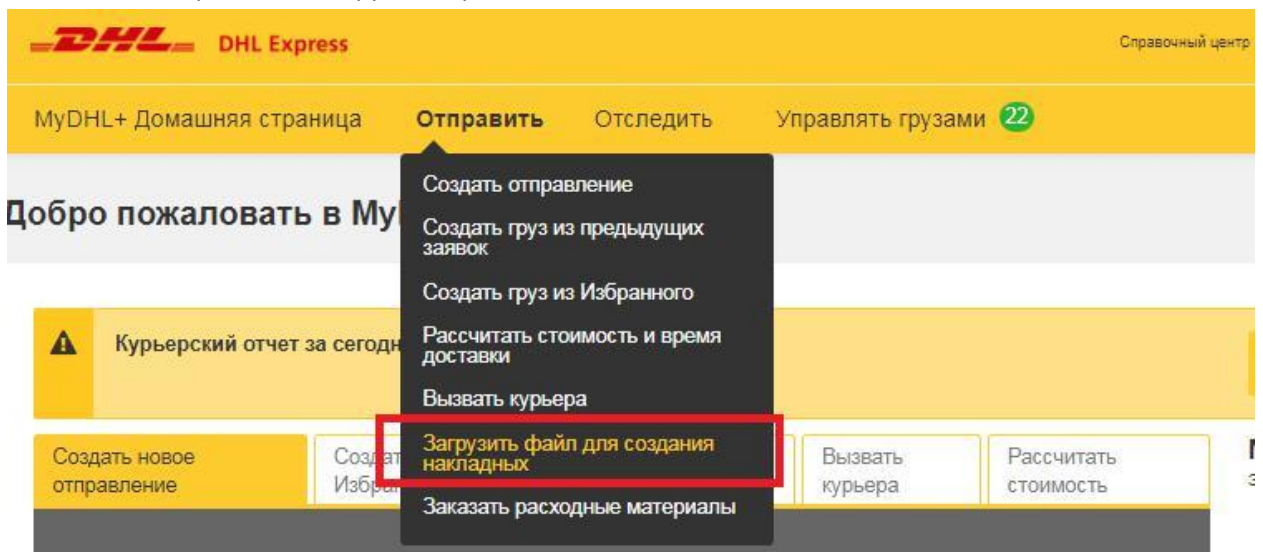 DHL DHL Express
Справочный центр
MyDHL+ Домашняя страница Отправить Отследить Управлять грузами 22
Добро пожаловать в My
Создать отправление
Создать груз из предыдущих
заявок
Создать груз из Избранного
Рассчитать стоимость и время
доставки
Вызвать курьера
Загрузить файл для создания
накладных
Заказать расходные материалы
Курьерский отчет за сегодн
Создать новое
отправление
Создат
Избран
Вызвать
курьера
Рассчитать
стоимость